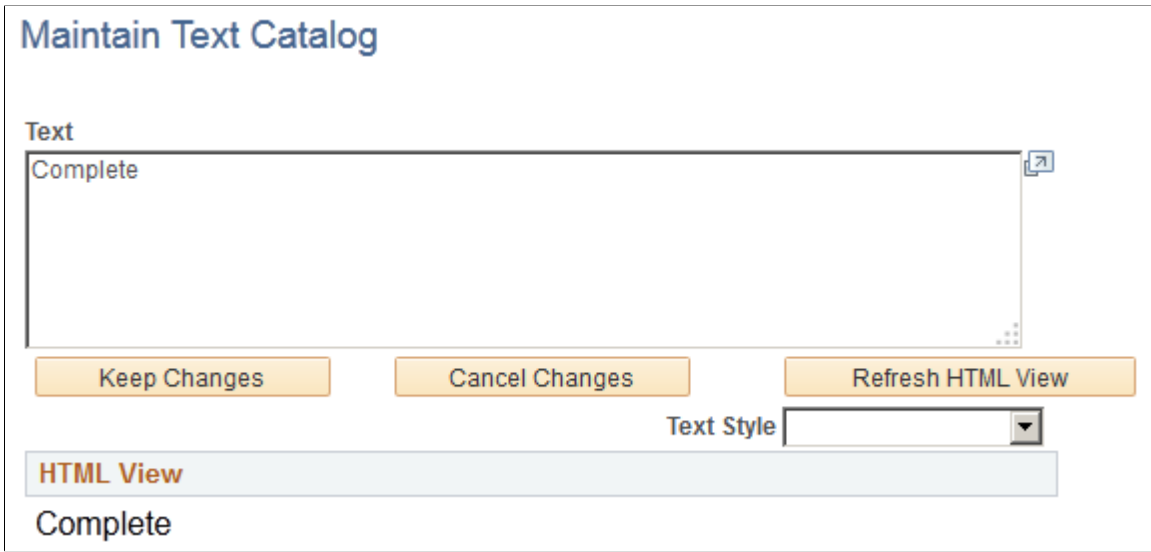 Maintain Text Catalog
Text
Complete
Keep Changes Cancel Changes Refresh HTML View
Text Style
HTML View
Complete